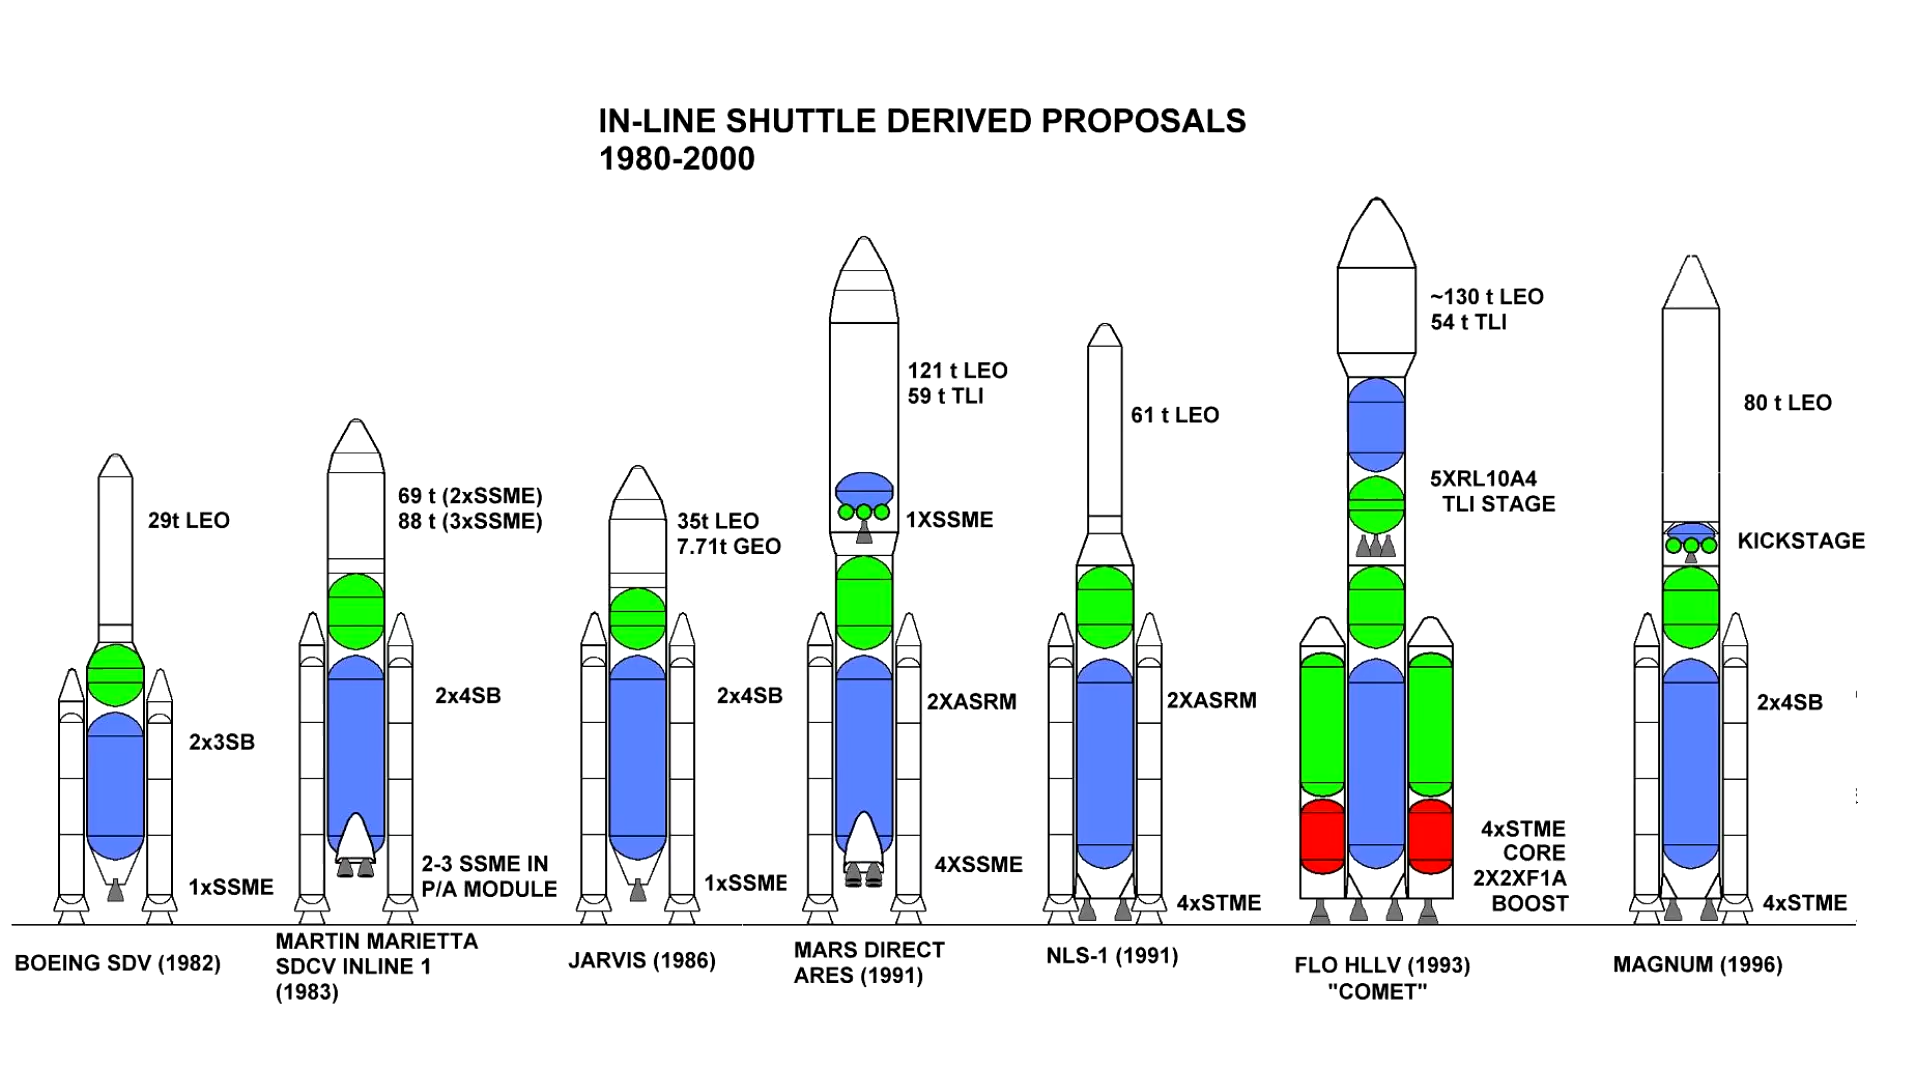 IN-LINE SHUTTLE DERIVED PROPOSALS
1980-2000
29t LEO
2x3SB
1xSSME
BOEING SDV (1982)
69 t (2xSSME)
88 t (3xSSME)
2x4SB
2-3 SSME IN
P/A MODULE
MARTIN MARIETTA
SDCV INLINE 1
(1983)
35t LEO
7.71t GEO
2x4SB
1xSSME
JARVIS (1986)
121 t LEO
59 t TLI
1XSSME
2XASRM
4XSSME
MARS DIRECT
ARES (1991)
61 t LEO
2XASRM
4xSTME
NLS-1 (1991)
~130 t LEO
54 t TLI
5XRL10A4
TLI STAGE
4xSTME
CORE
2X2XF1A
BOOST
FLO HLLV (1993)
"COMET"
80 t LEO
KICKSTAGE
2x4SB
4xSTME
MAGNUM (1996)